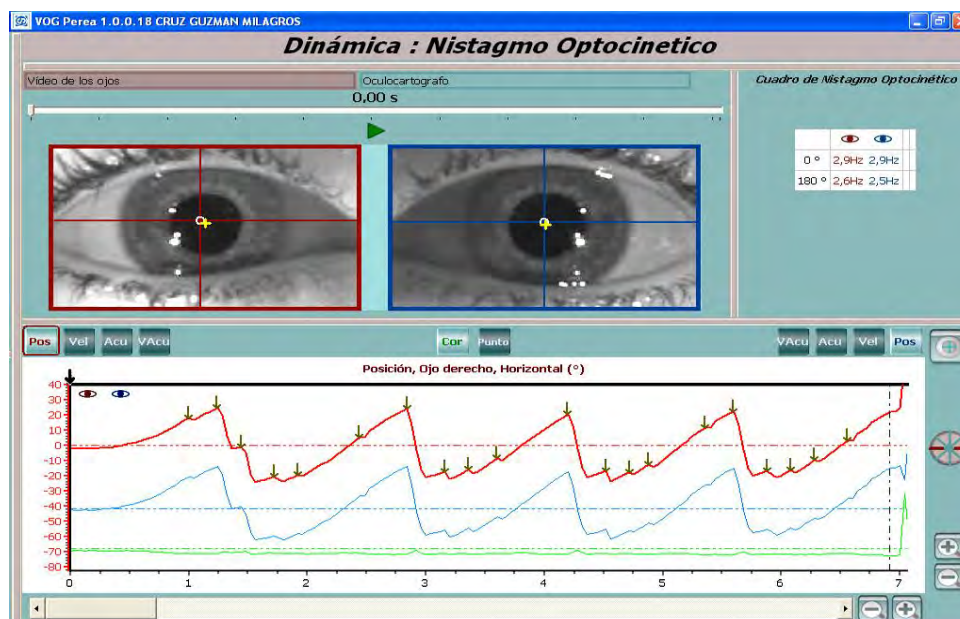 VOG Perea 1.0.0.18 CRUZ GUZMAN MILAGROS
Dinámica : Nistagmo Optocinetico
Vídeo de los ojos
Oculocartografo
0,00 s
Cuadro de Nistagmo Optocinético
0 º 2,9Hz 2,9Hz
180 º 2,6Hz 2,5Hz
Pos Vel Acu VAcu Cor Punto VAcu Acu Vel Pos
Posición, Ojo derecho, Horizontal (°)
40
30
20
10
0
-10
-20
-30
-40
-50
-60
-70
-80
0 1 2 3 4 5 6 7